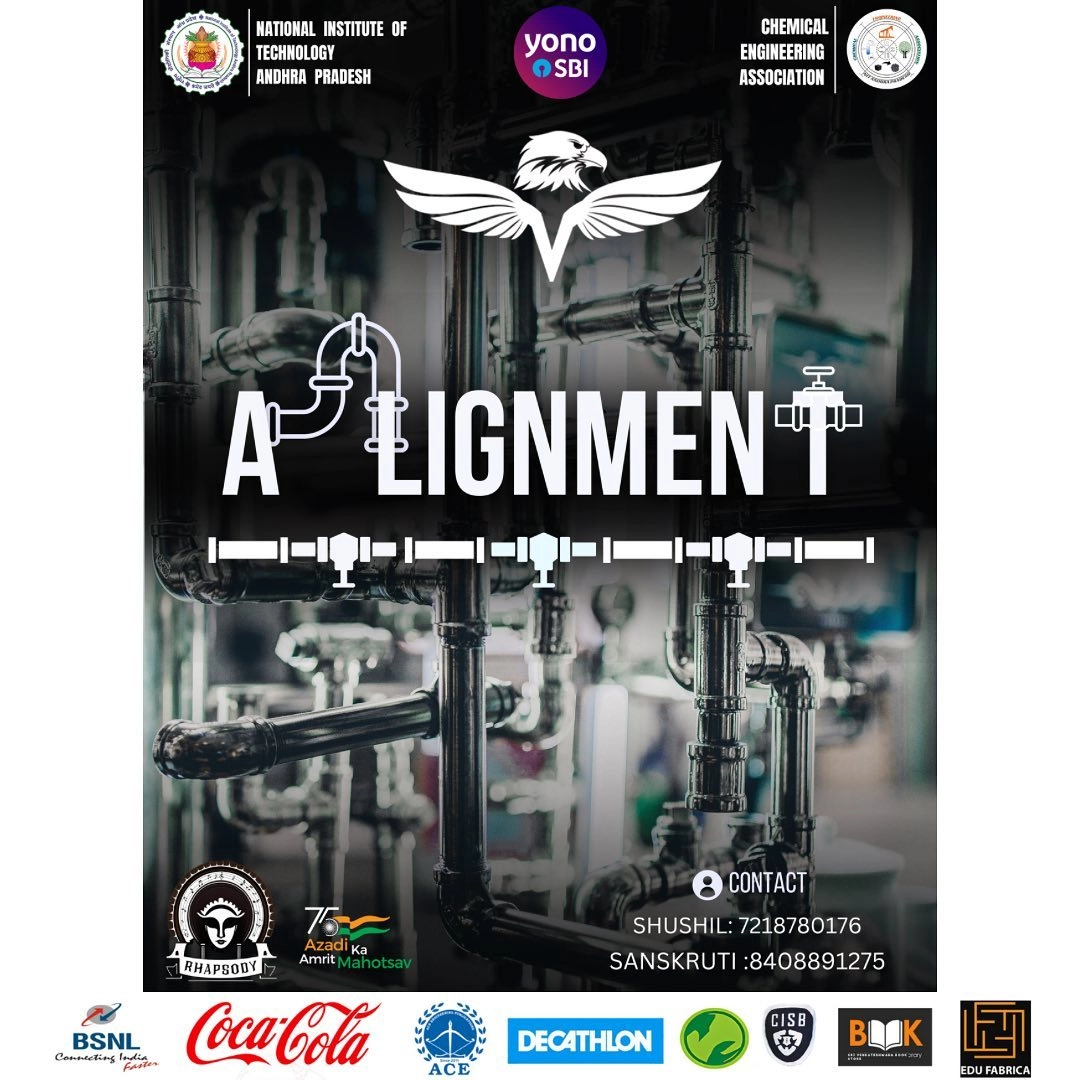 NATIONAL INSTITUTE OF
TECHNOLOGY
ANDHRA PRADESH
yono
SBI
CHEMICAL
ENGINEERING
ASSOCIATION
ALIGNMENT
CONTACT
SHUSHIL: 7218780176
SANSKRUTI :8408891275
RHAPSODY
75
Azadi Ka
Amrit Mahotsav
BSNL
Connecting India
Faster
Coca-Cola
ACE
DECATHLON
CISB
BOOK
EDU FABRICA